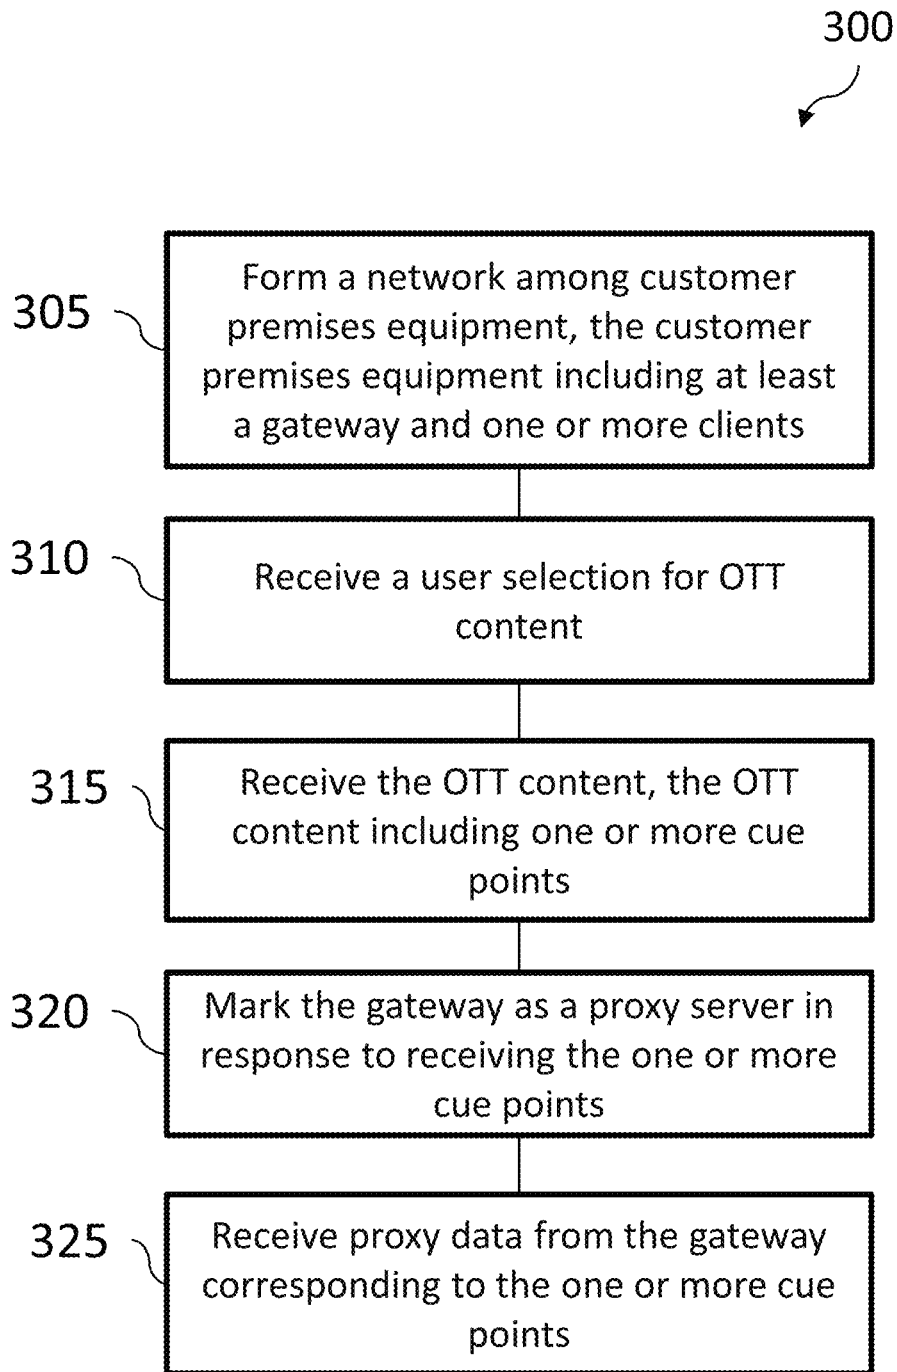 300
305
Form a network among customer
premises equipment, the customer
premises equipment including at least
a gateway and one or more clients
310
Receive a user selection for OTT
content
315
Receive the OTT content, the OTT
content including one or more cue
points
320
Mark the gateway as a proxy server in
response to receiving the one or more
cue points
325
Receive proxy data from the gateway
corresponding to the one or more cue
points